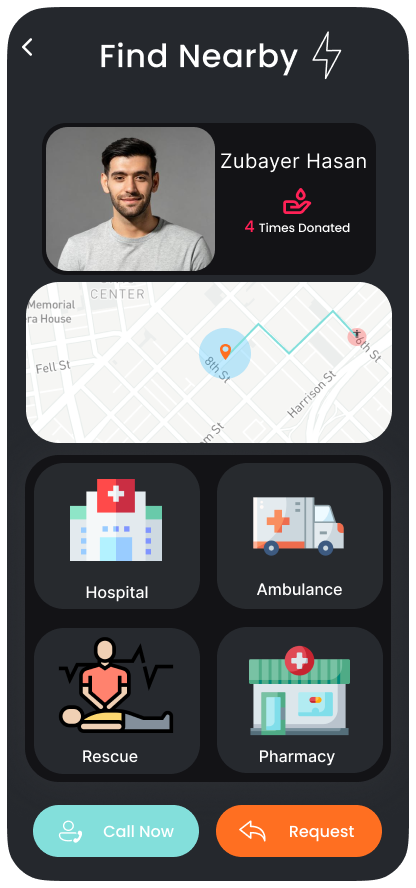 Find Nearby
Zubayer Hasan
4 Times Donated
Memorial
ra House
CENTER
Fell St
8th St
6th St
Harrison St
m St
Hospital
Ambulance
Rescue
Pharmacy
Call Now
Request